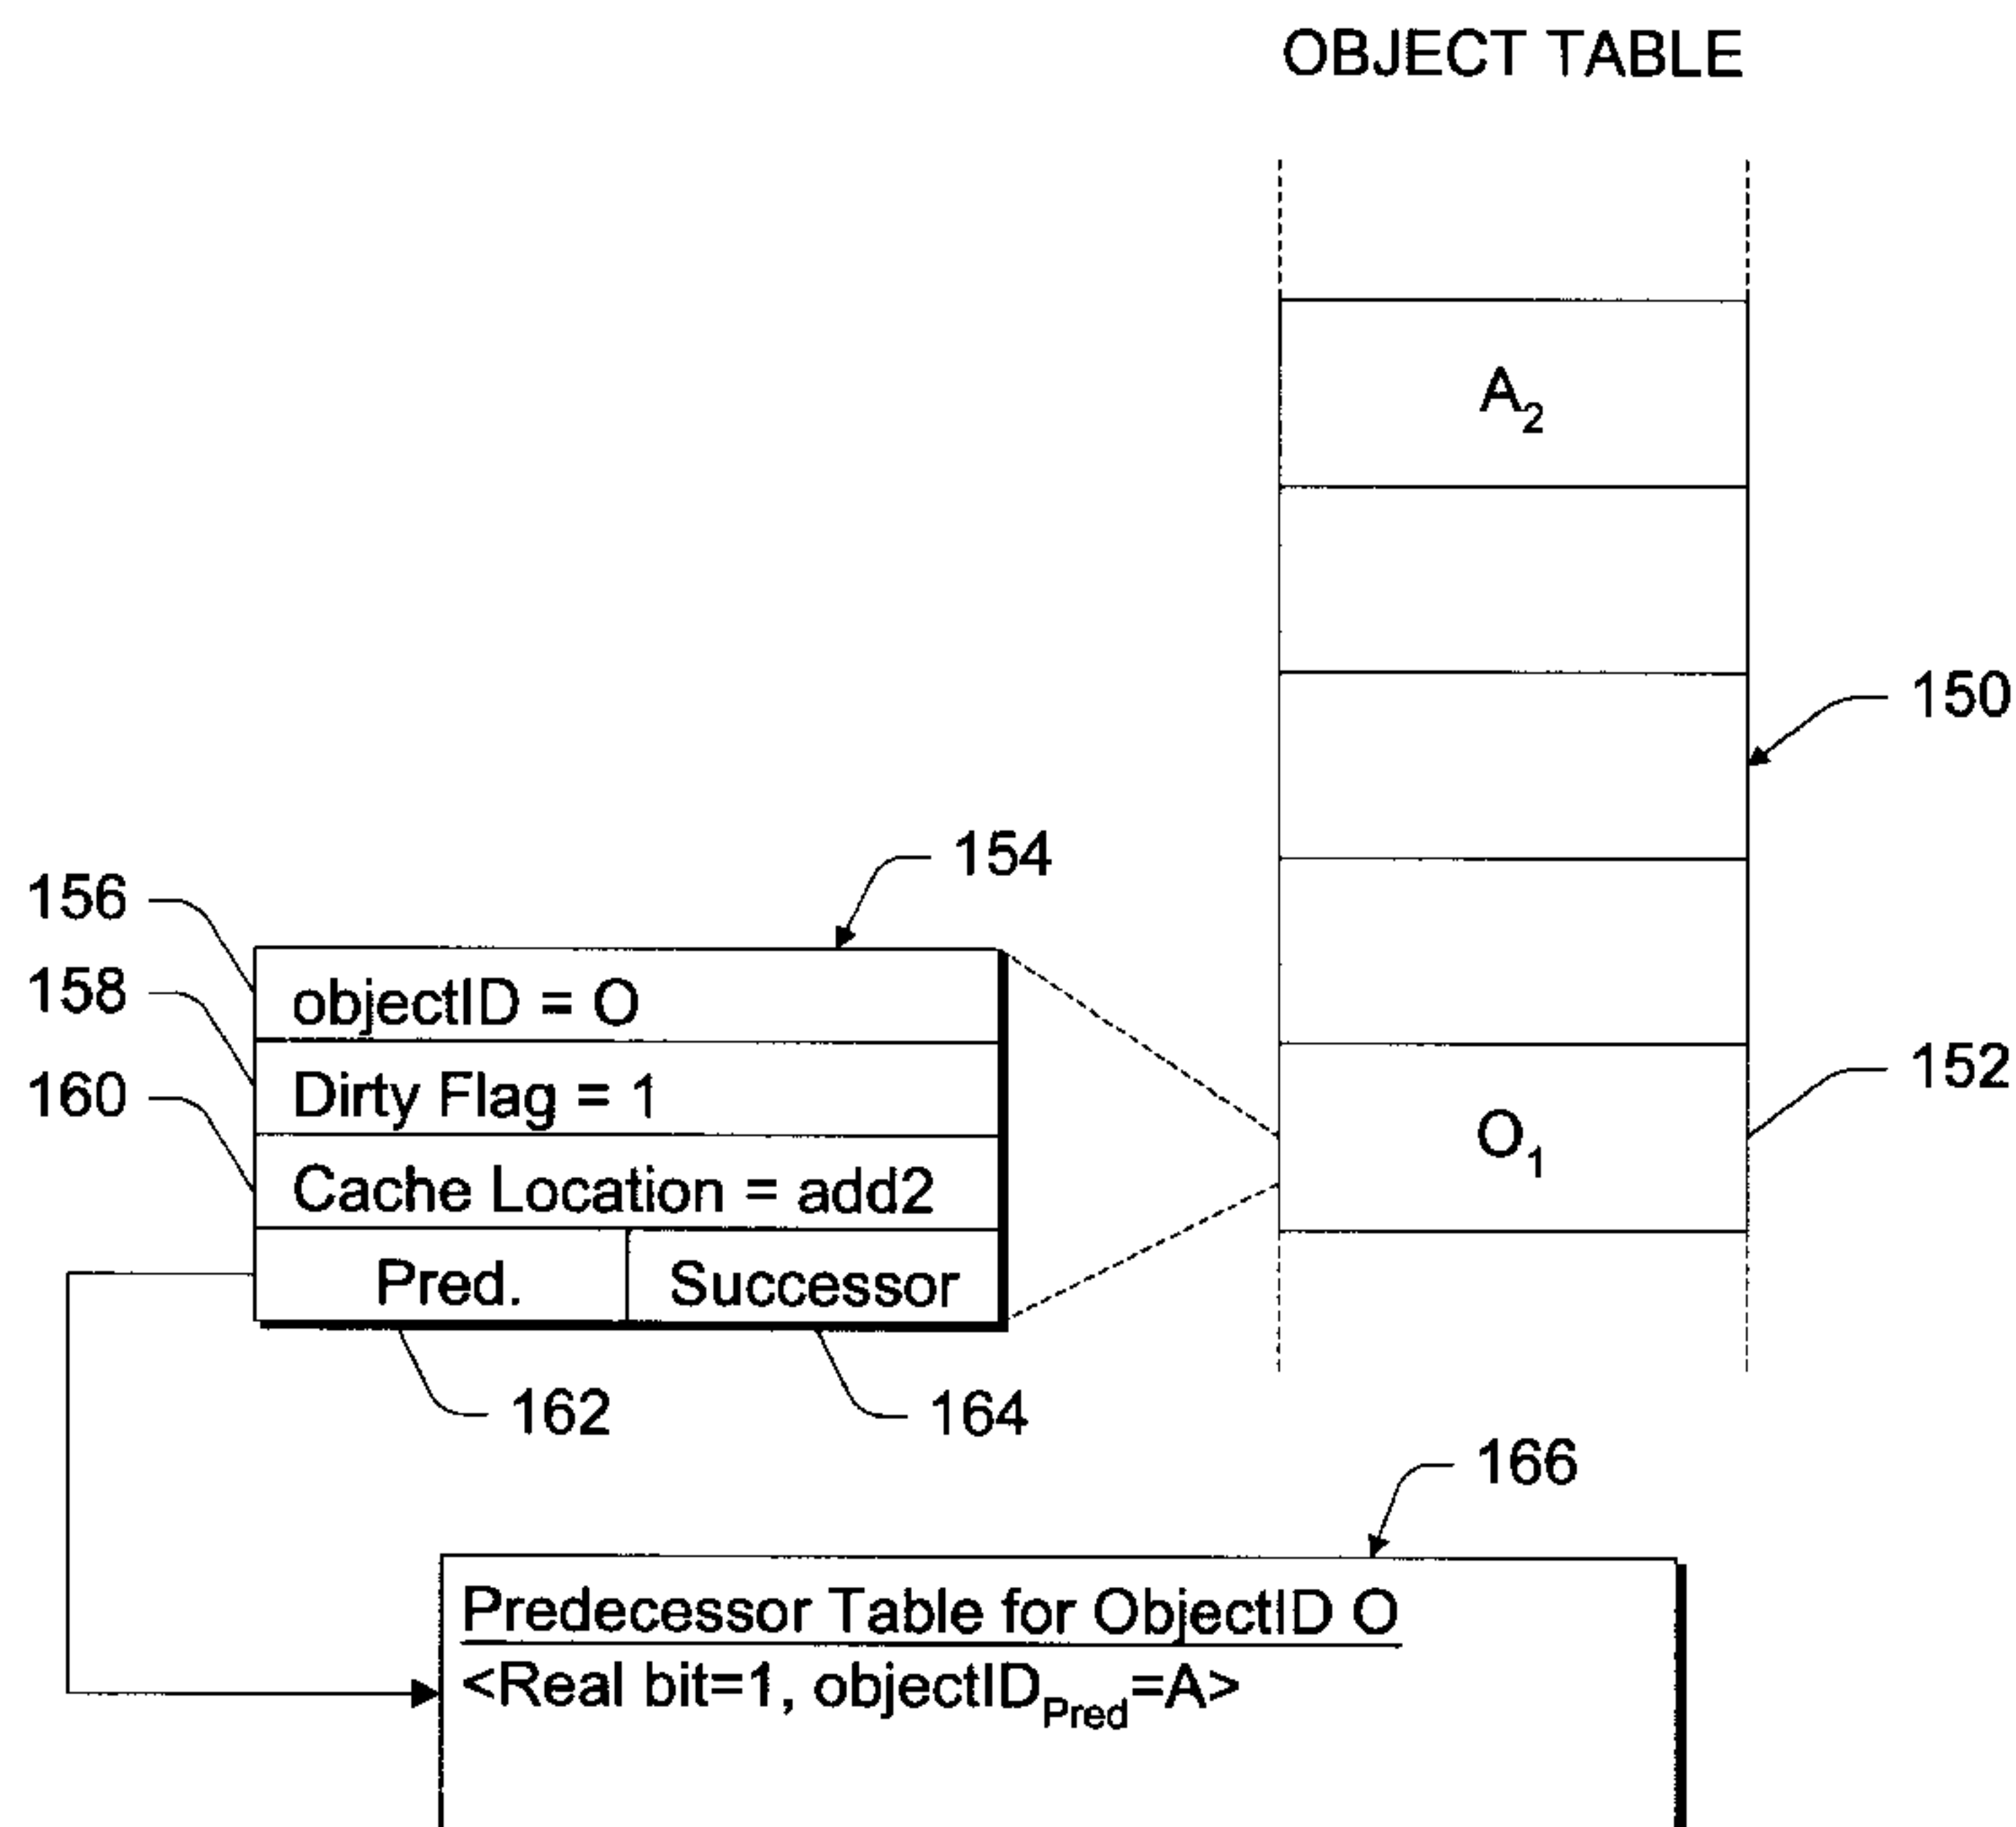 OBJECT TABLE
A₂
150
154
156
158
objectID = O
160
Dirty Flag = 1
152
O₁
Cache Location = add2
Pred.
Successor
162
164
166
Predecessor Table for ObjectID O
<Real bit=1, objectID_Pred=A>